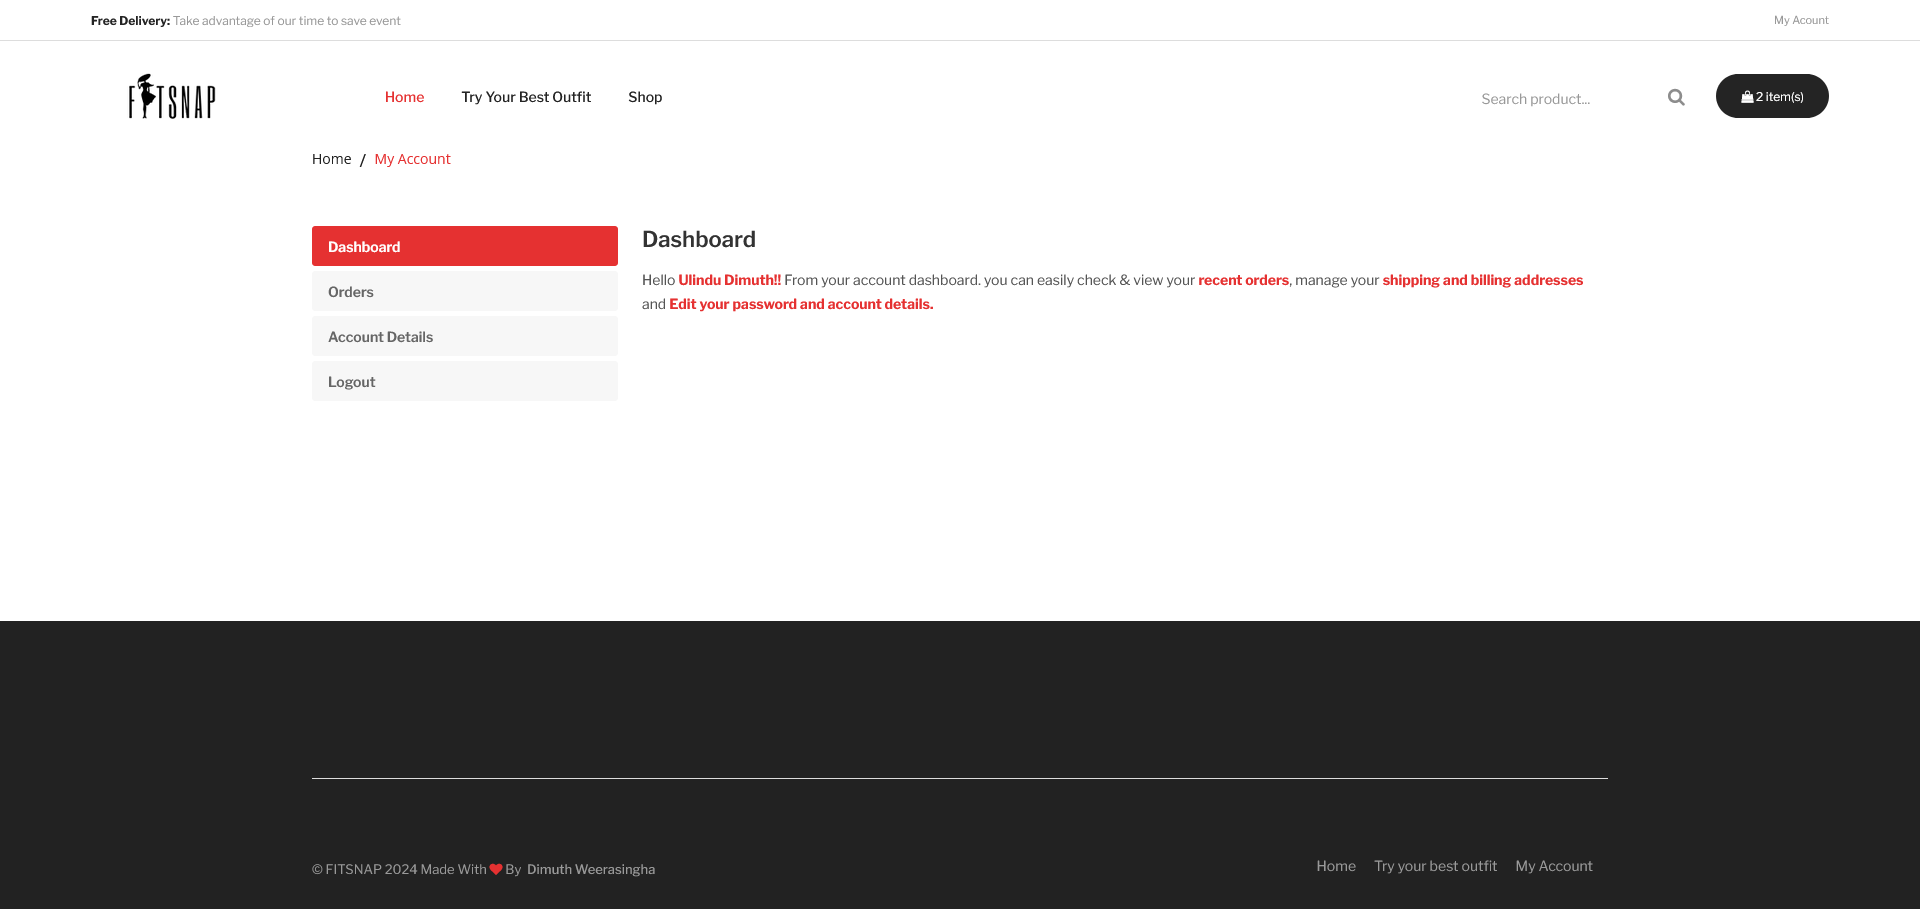 Free Delivery: Take advantage of our time to save event
My Acount
FITSNAP
Home
Try Your Best Outfit
Shop
Search product...
2 item(s)
Home / My Account
Dashboard
Orders
Account Details
Logout
Dashboard
Hello Ulindu Dimuth!! From your account dashboard. you can easily check & view your recent orders, manage your shipping and billing addresses
and Edit your password and account details.
© FITSNAP 2024 Made With ❤ By Dimuth Weerasingha
Home
Try your best outfit
My Account